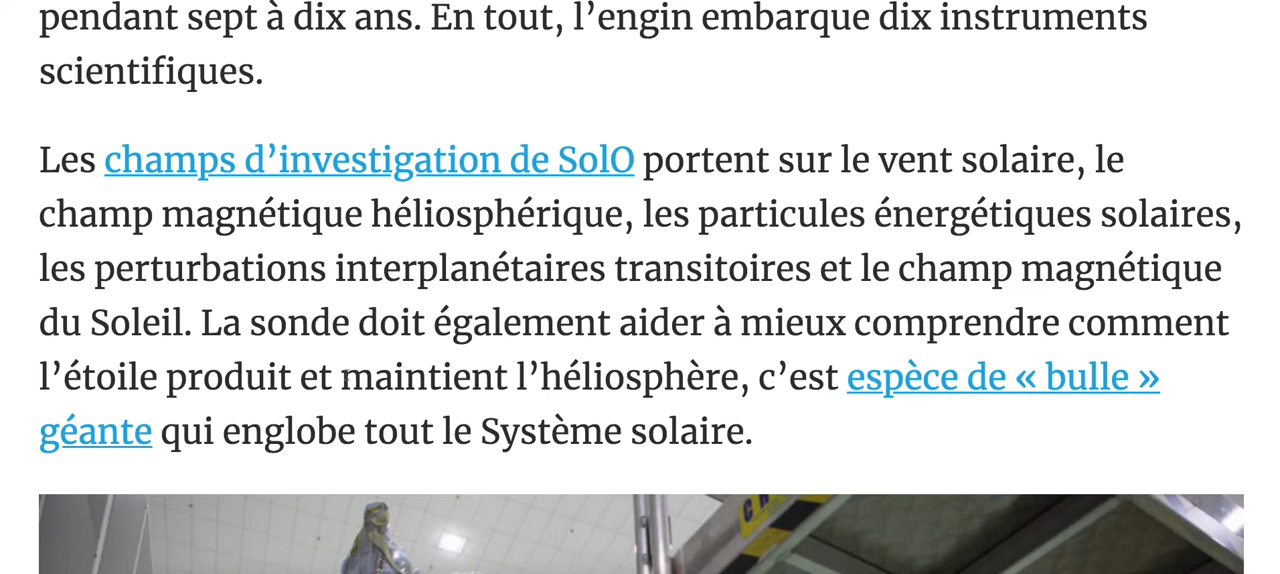 pendant sept à dix ans. En tout, l’engin embarque dix instruments
scientifiques.
Les champs d’investigation de SolO portent sur le vent solaire, le
champ magnétique héliosphérique, les particules énergétiques solaires,
les perturbations interplanétaires transitoires et le champ magnétique
du Soleil. La sonde doit également aider à mieux comprendre comment
l’étoile produit et maintient l’héliosphère, c’est espèce de « bulle »
géante qui englobe tout le Système solaire.